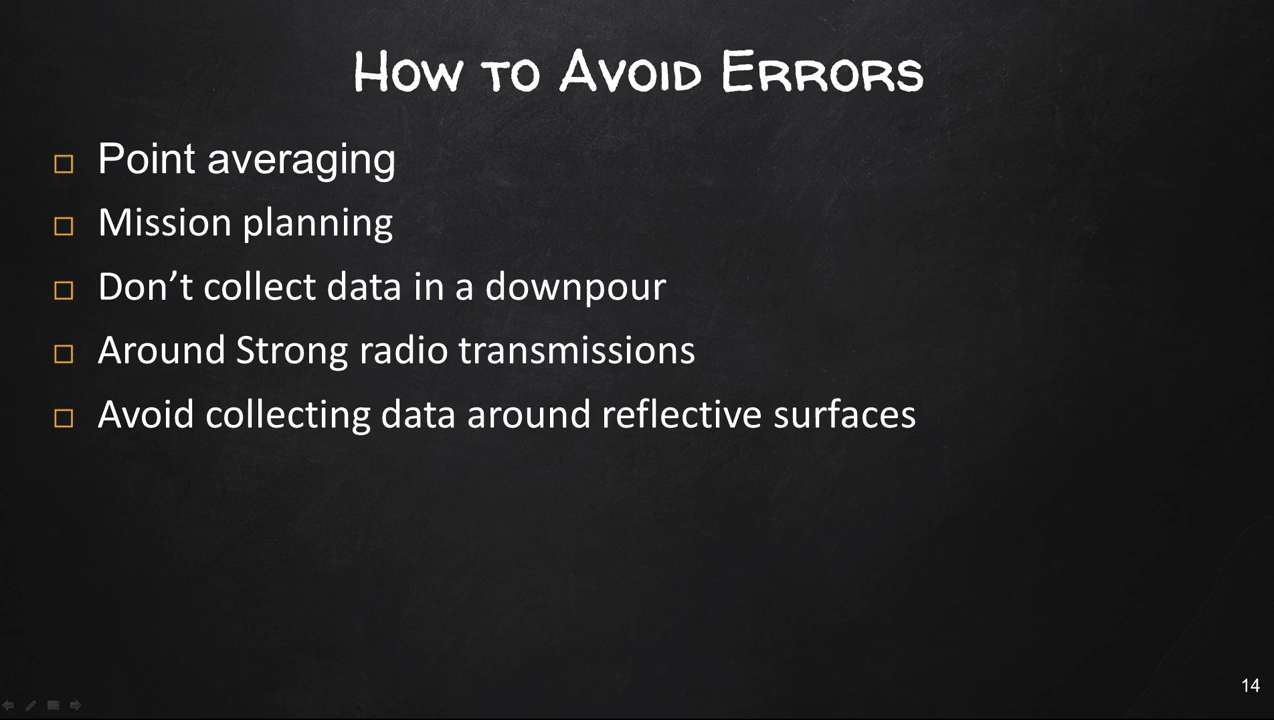 How to Avoid Errors
Point averaging
Mission planning
Don’t collect data in a downpour
Around Strong radio transmissions
Avoid collecting data around reflective surfaces
14